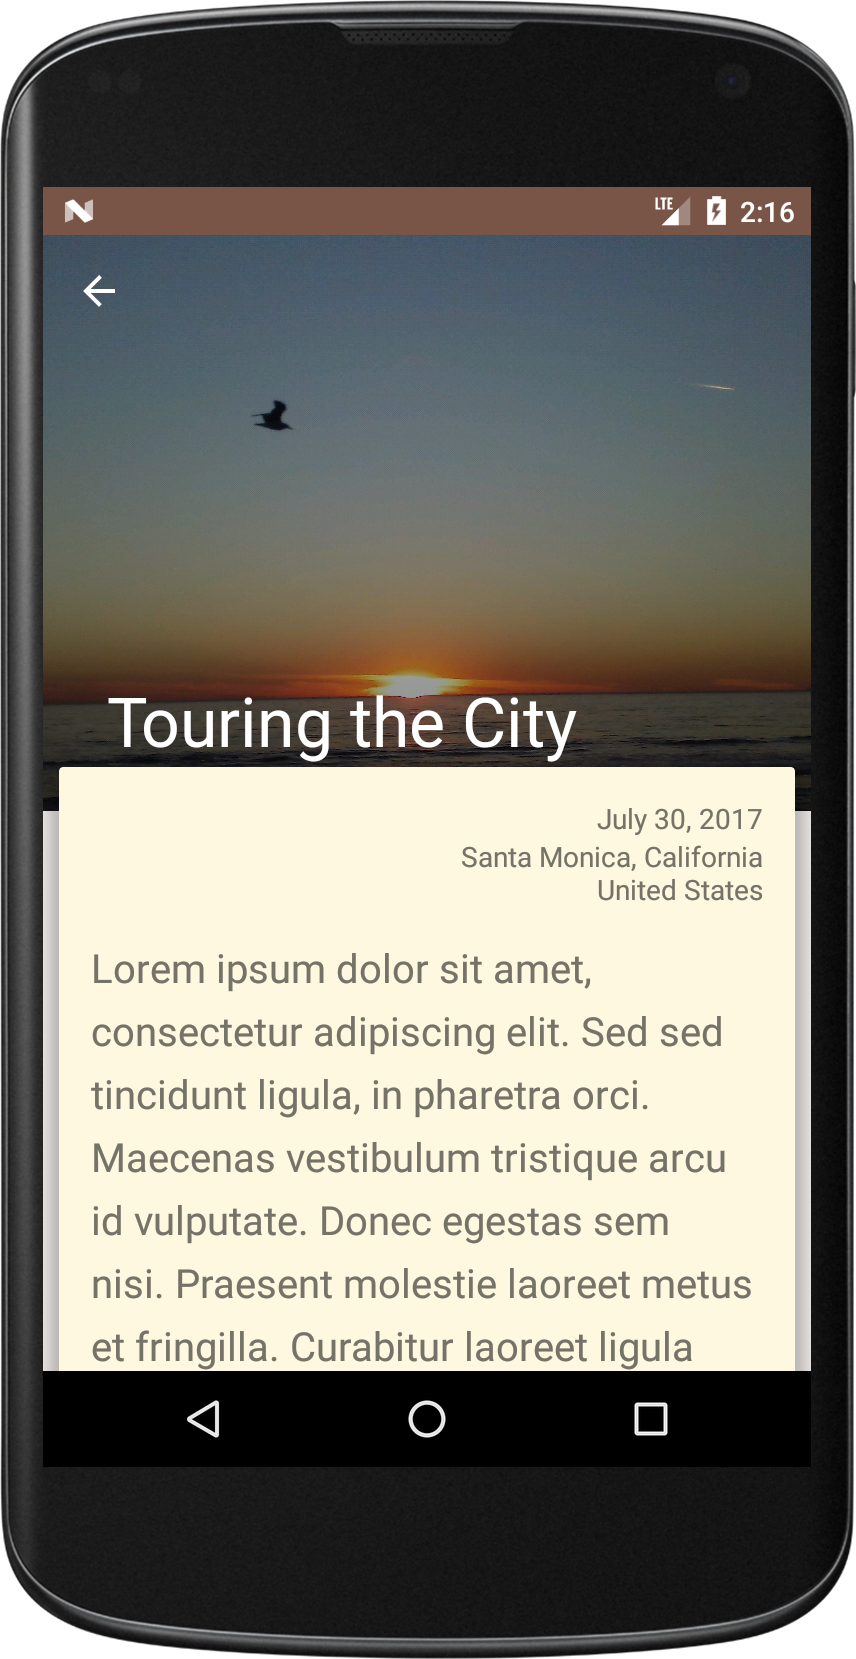 LTE 2:16
Touring the City
July 30, 2017
Santa Monica, California
United States
Lorem ipsum dolor sit amet,
consectetur adipiscing elit. Sed sed
tincidunt ligula, in pharetra orci.
Maecenas vestibulum tristique arcu
id vulputate. Donec egestas sem
nisi. Praesent molestie laoreet metus
et fringilla. Curabitur laoreet ligula